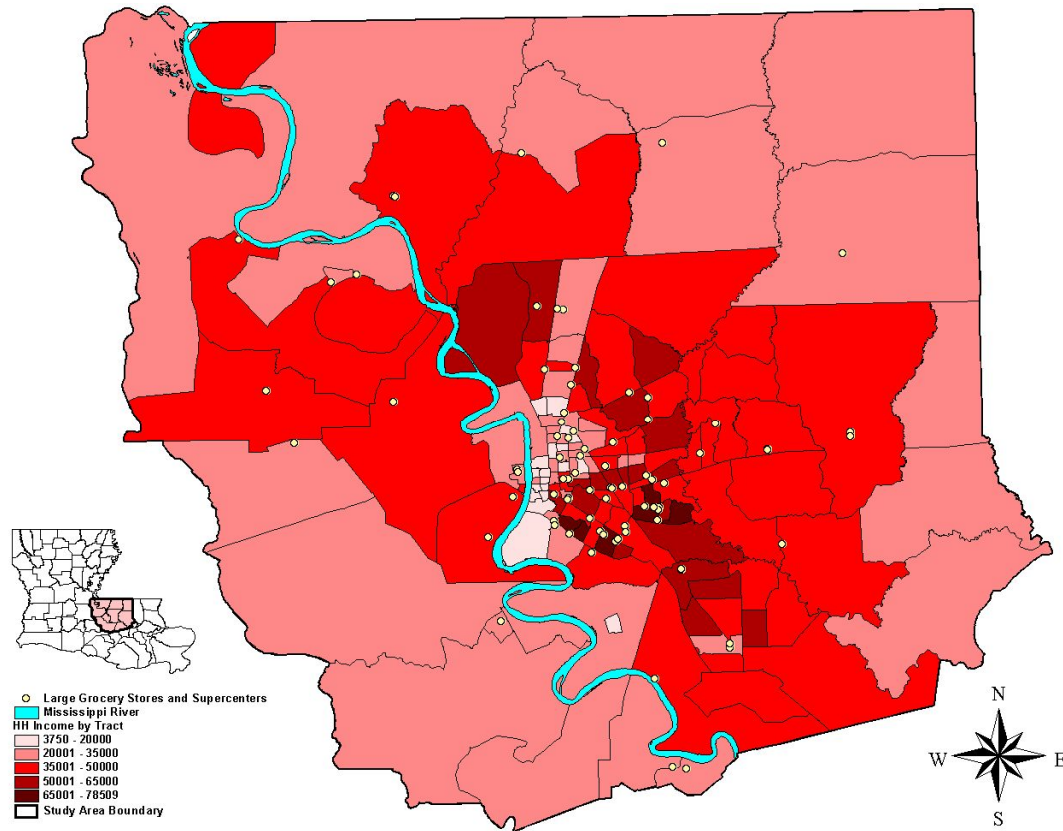 Large Grocery Stores and Supercenters
Mississippi River
HH Income by Tract
3750 - 20000
20001 - 35000
35001 - 50000
50001 - 65000
65001 - 78509
Study Area Boundary
N
W
E
S